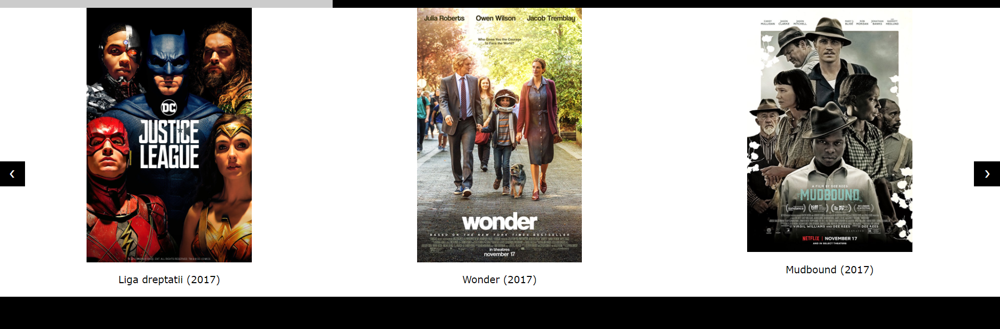 DC
JUSTICE
LEAGUE
Liga dreptatii (2017)
Julia Roberts Owen Wilson Jacob Tremblay
Who Gives You the Courage
to Face the World?
wonder
BASED ON THE NEW YORK TIMES BESTSELLER
in theatres
november 17
Wonder (2017)
CAREY MULLIGAN JASON CLARKE JASON MITCHELL MARY J. BLIGE ROB MORGAN JONATHAN BANKS GARRETT HEDLUND
A FILM BY DEE REES
MUDBOUND
sundance tiff
VIRGIL WILLIAMS AND DEE REES DEE REES
NETFLIX | NOVEMBER 17
AND IN SELECT THEATERS
Mudbound (2017)